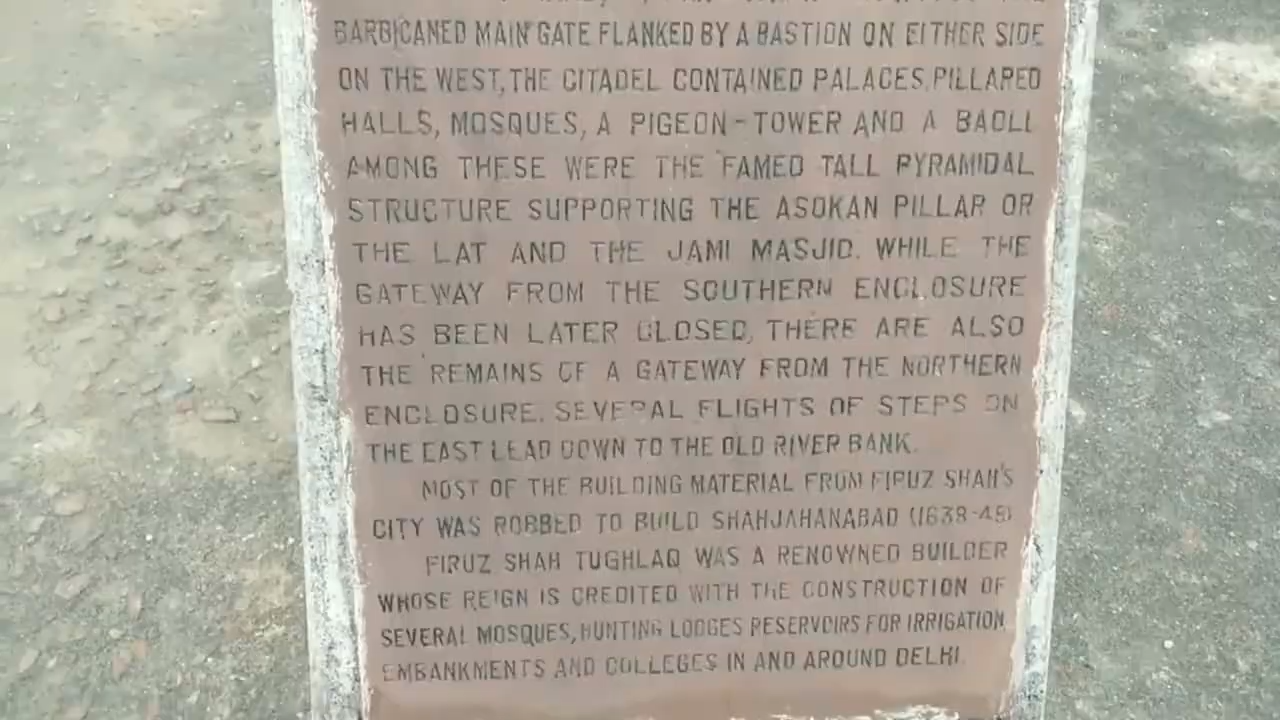 BARBICANED MAIN GATE FLANKED BY A BASTION ON EITHER SIDE
ON THE WEST, THE CITADEL CONTAINED PALACES, PILLARED
HALLS, MOSQUES, A PIGEON-TOWER AND A BAOLI.
AMONG THESE WERE THE FAMED TALL PYRAMIDAL
STRUCTURE SUPPORTING THE ASOKAN PILLAR OR
THE LAT AND THE JAMI MASJID. WHILE THE
GATEWAY FROM THE SOUTHERN ENCLOSURE
HAS BEEN LATER CLOSED, THERE ARE ALSO
THE REMAINS OF A GATEWAY FROM THE NORTHERN
ENCLOSURE. SEVERAL FLIGHTS OF STEPS ON
THE EAST LEAD DOWN TO THE OLD RIVER BANK.
MOST OF THE BUILDING MATERIAL FROM FIRUZ SHAH'S
CITY WAS ROBBED TO BUILD SHAHJAHANABAD (1638-48)
FIRUZ SHAH TUGHLAQ WAS A RENOWNED BUILDER
WHOSE REIGN IS CREDITED WITH THE CONSTRUCTION OF
SEVERAL MOSQUES, HUNTING LODGES RESERVOIRS FOR IRRIGATION,
EMBANKMENTS AND COLLEGES IN AND AROUND DELHI.